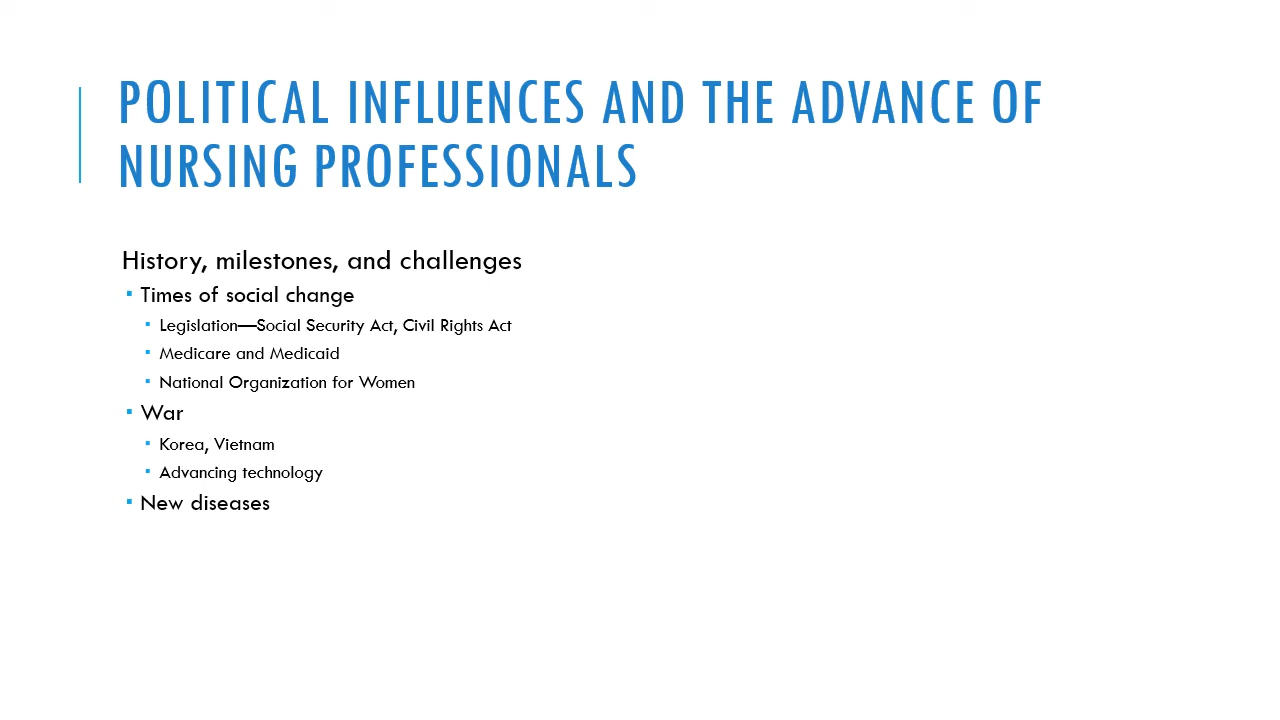 POLITICAL INFLUENCES AND THE ADVANCE OF
NURSING PROFESSIONALS
History, milestones, and challenges
▪ Times of social change
▪ Legislation—Social Security Act, Civil Rights Act
▪ Medicare and Medicaid
▪ National Organization for Women
▪ War
▪ Korea, Vietnam
▪ Advancing technology
▪ New diseases